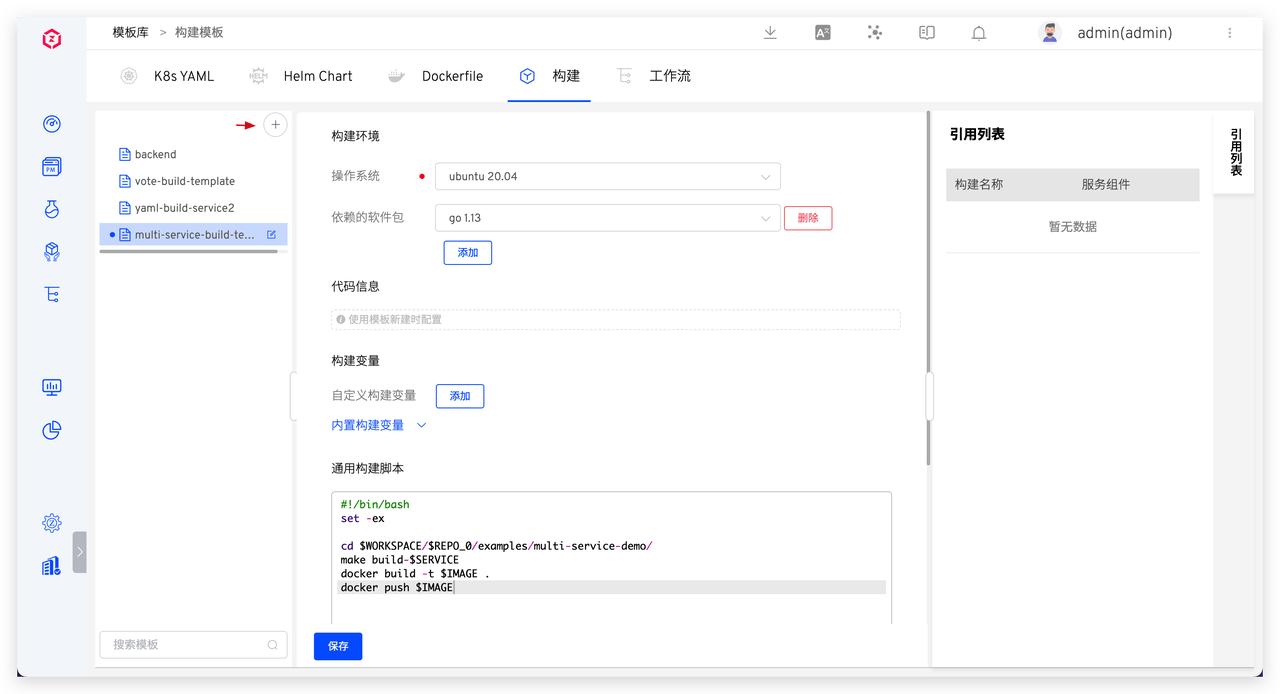 模板库 > 构建模板
admin(admin)
K8s YAML
HELM
Helm Chart
Dockerfile
构建
工作流
PM
backend
vote-build-template
yaml-build-service2
multi-service-build-te...
搜索模板
构建环境
操作系统
ubuntu 20.04
依赖的软件包
go 1.13
删除
添加
代码信息
使用模板新建时配置
构建变量
自定义构建变量
添加
内置构建变量
通用构建脚本
#!/bin/bash
set -ex
cd $WORKSPACE/$REPO_0/examples/multi-service-demo/
make build-$SERVICE
docker build -t $IMAGE .
docker push $IMAGE
保存
引用列表
构建名称 服务组件
暂无数据
引用列表